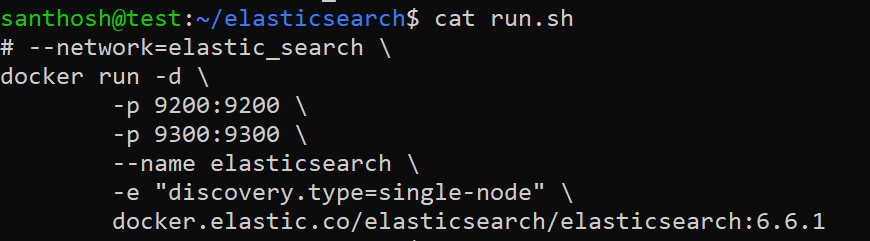 santhosh@test:~/elasticsearch$ cat run.sh
# --network=elastic_search \
docker run -d \
        -p 9200:9200 \
        -p 9300:9300 \
        --name elasticsearch \
        -e "discovery.type=single-node" \
        docker.elastic.co/elasticsearch/elasticsearch:6.6.1